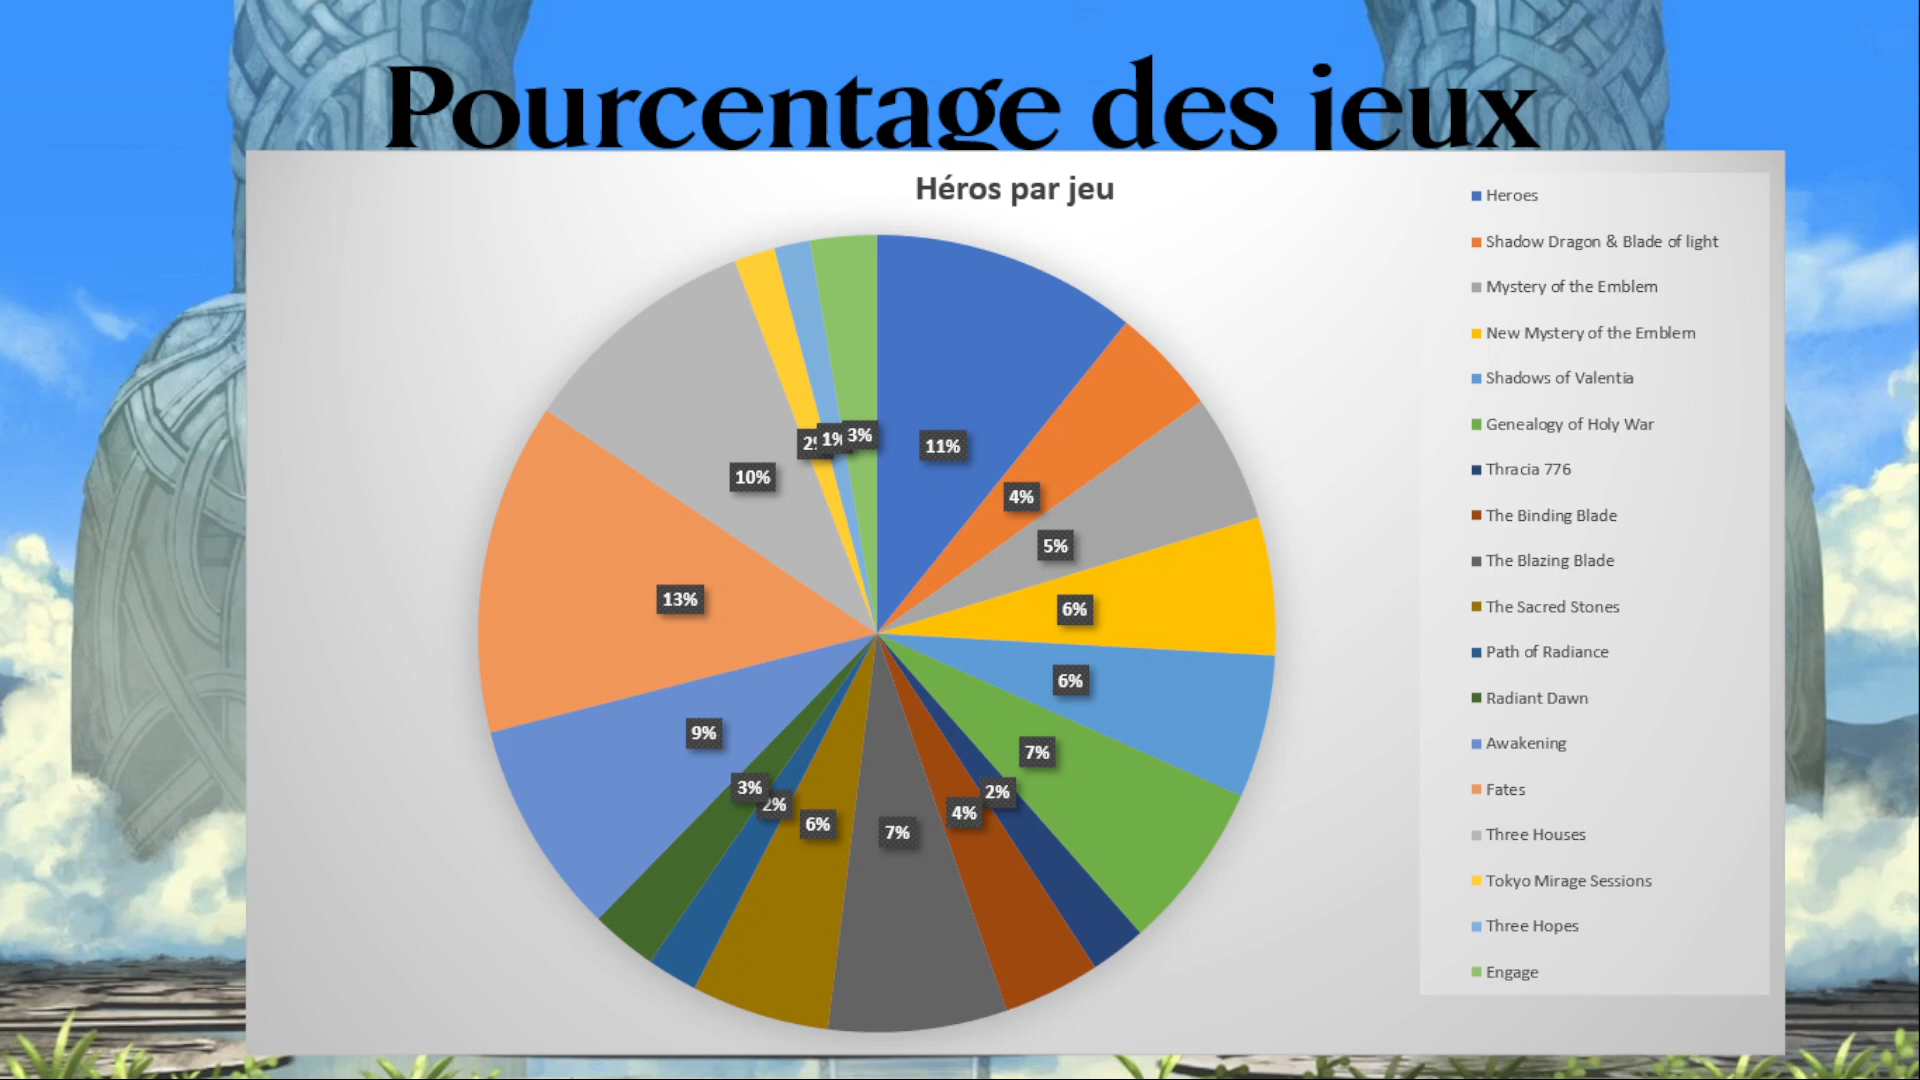 Pourcentage des jeux
Héros par jeu
11%
4%
5%
6%
6%
7%
2%
4%
7%
6%
2%
3%
9%
13%
10%
1%
3%
Heroes
Shadow Dragon & Blade of light
Mystery of the Emblem
New Mystery of the Emblem
Shadows of Valentia
Genealogy of Holy War
Thracia 776
The Binding Blade
The Blazing Blade
The Sacred Stones
Path of Radiance
Radiant Dawn
Awakening
Fates
Three Houses
Tokyo Mirage Sessions
Three Hopes
Engage